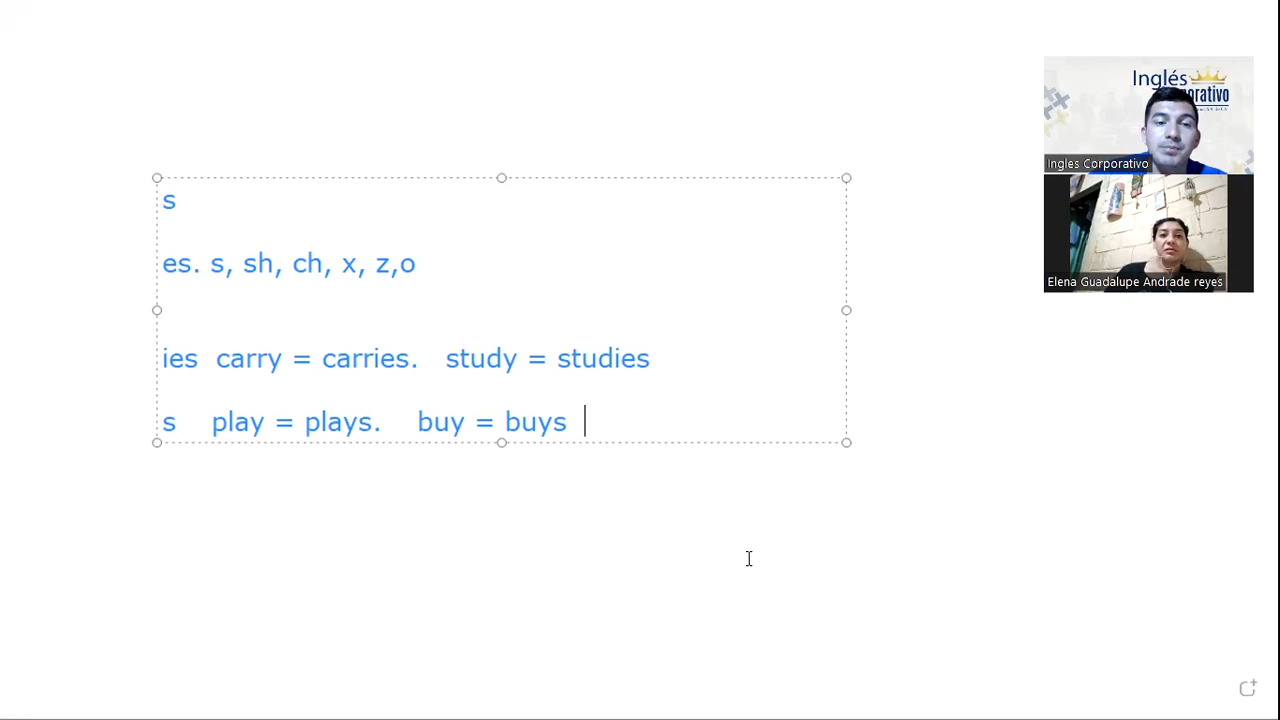 s
es. s, sh, ch, x, z,o
ies carry = carries. study = studies
s play = plays. buy = buys
Inglés
orativo
Ingles Corporativo
Elena Guadalupe Andrade reyes